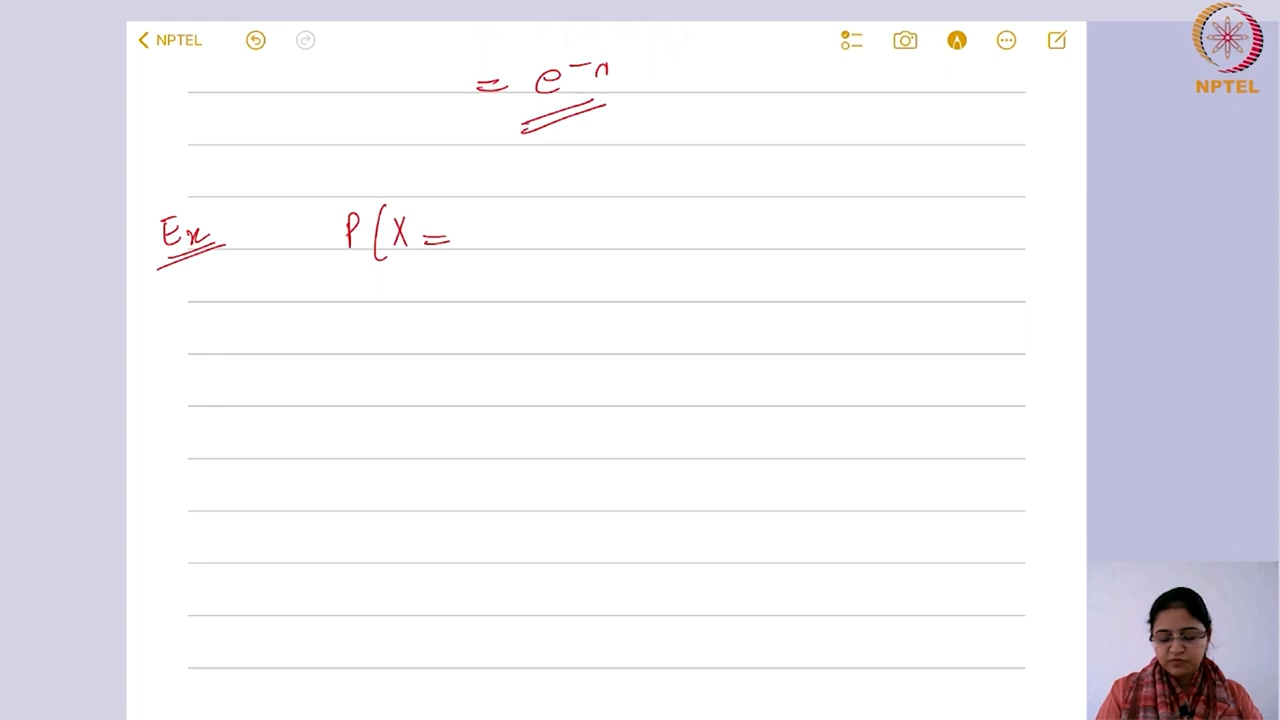 NPTEL
NPTEL
= e^{-n}
Ex P(X =